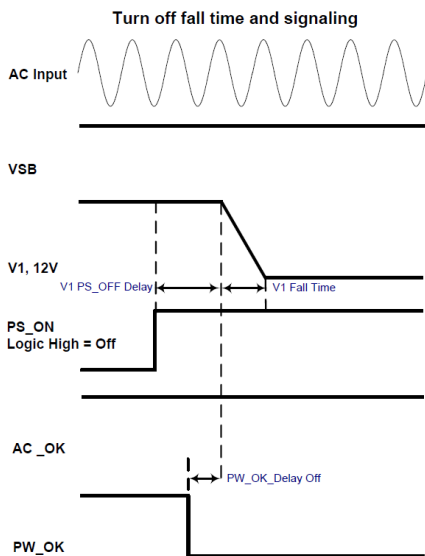 Turn off fall time and signaling
AC Input
VSB
V1, 12V
V1 PS_OFF Delay
V1 Fall Time
PS_ON
Logic High = Off
AC _OK
PW_OK_Delay Off
PW_OK